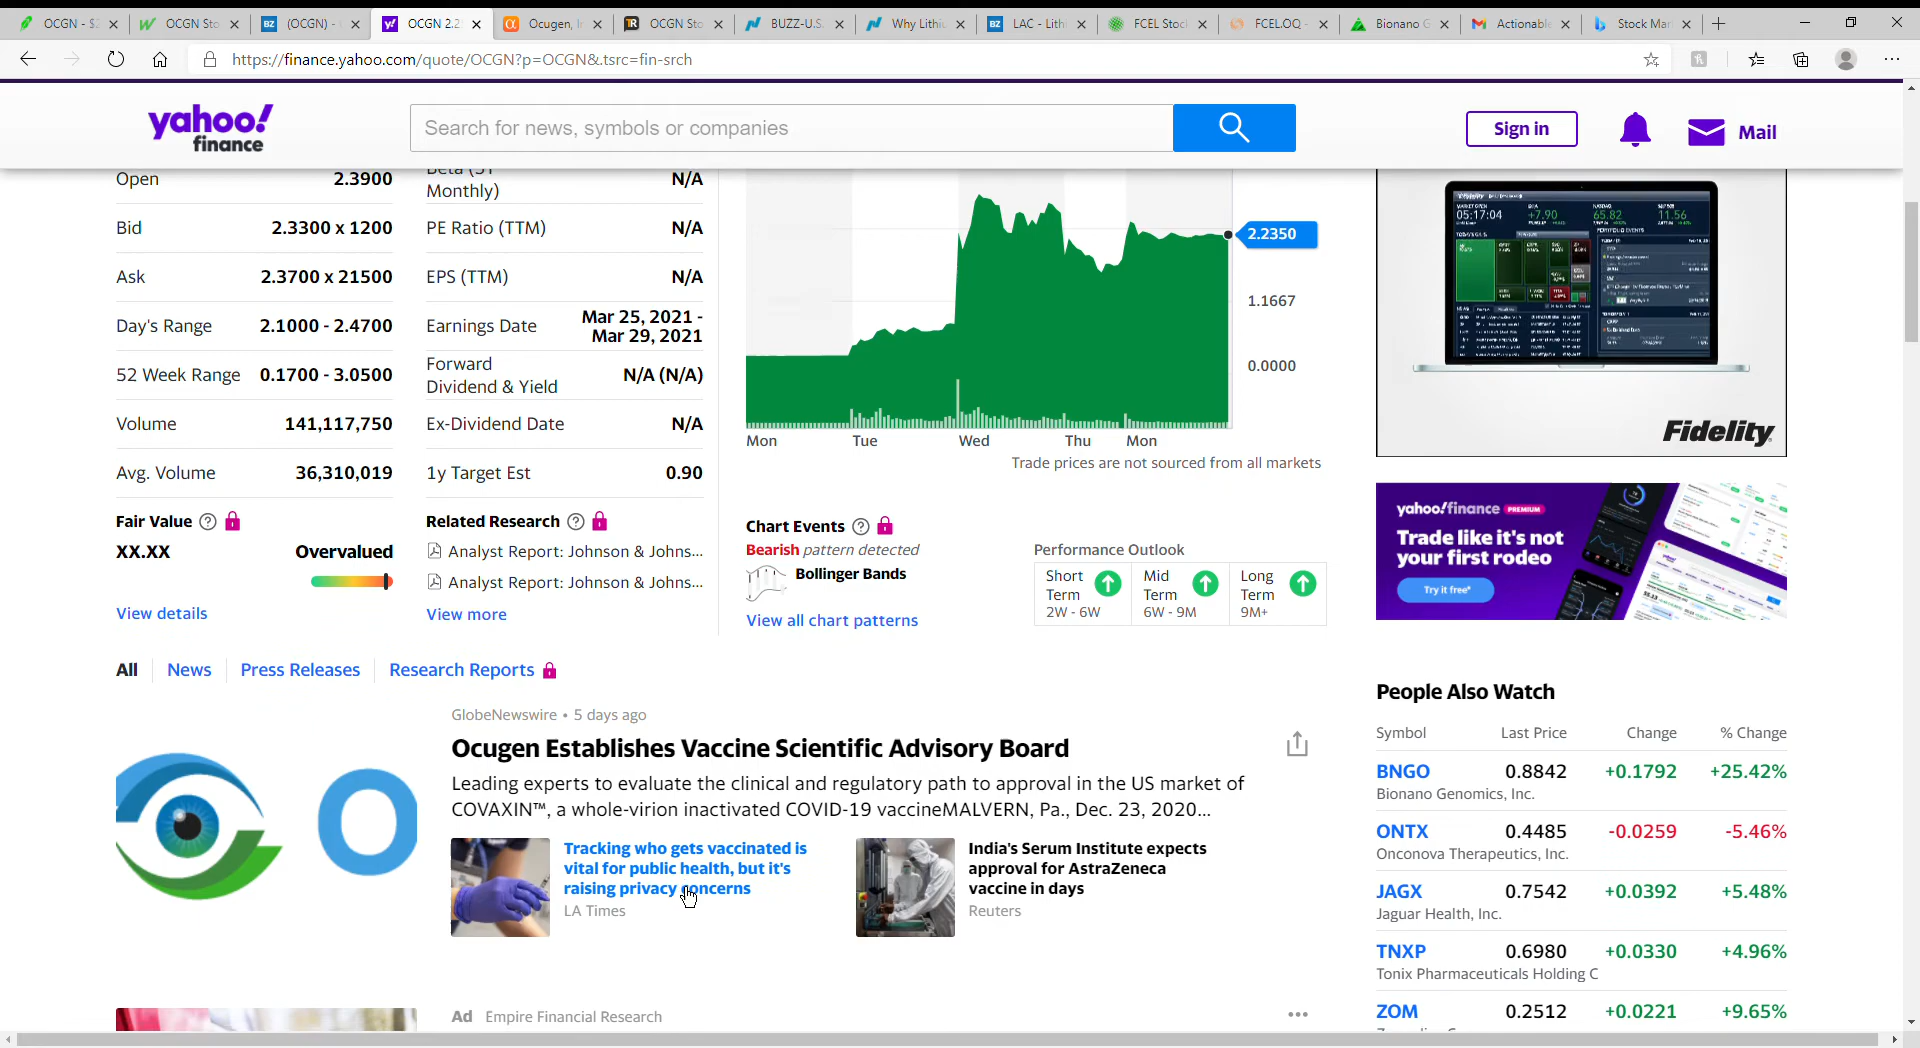 OCGN - $2
OCGN Sto
(OCGN) -
OCGN 2.2
Ocugen, I
OCGN Sto
BUZZ-U.S.
Why Lithiu
LAC - Lith
FCEL Stoc
FCEL.OQ -
Bionano G
Actionable
Stock Mar
https://finance.yahoo.com/quote/OCGN?p=OCGN&.tsrc=fin-srch
yahoo!
finance
Search for news, symbols or companies
Sign in
Mail
Open 2.3900
Bid 2.3300 x 1200
Ask 2.3700 x 21500
Day's Range 2.1000 - 2.4700
52 Week Range 0.1700 - 3.0500
Volume 141,117,750
Avg. Volume 36,310,019
Beta (5Y
Monthly) N/A
PE Ratio (TTM) N/A
EPS (TTM) N/A
Earnings Date Mar 25, 2021 -
Mar 29, 2021
Forward
Dividend & Yield N/A (N/A)
Ex-Dividend Date N/A
1y Target Est 0.90
2.2350
1.1667
0.0000
Mon Tue Wed Thu Mon
Trade prices are not sourced from all markets
Fair Value
XX.XX Overvalued
View details
Related Research
Analyst Report: Johnson & Johns...
Analyst Report: Johnson & Johns...
View more
Chart Events
Bearish pattern detected
Bollinger Bands
View all chart patterns
Performance Outlook
Short
Term
2W - 6W
Mid
Term
6W - 9M
Long
Term
9M+
05:17:04 +7.90 65.82 11.56
Fidelity
yahoo!finance PREMIUM
Trade like it's not
your first rodeo
Try it free*
All News Press Releases Research Reports
GlobeNewswire • 5 days ago
Ocugen Establishes Vaccine Scientific Advisory Board
Leading experts to evaluate the clinical and regulatory path to approval in the US market of
COVAXIN™, a whole-virion inactivated COVID-19 vaccineMALVERN, Pa., Dec. 23, 2020...
Tracking who gets vaccinated is
vital for public health, but it's
raising privacy concerns
LA Times
India's Serum Institute expects
approval for AstraZeneca
vaccine in days
Reuters
Ad Empire Financial Research
People Also Watch
Symbol Last Price Change % Change
BNGO 0.8842 +0.1792 +25.42%
Bionano Genomics, Inc.
ONTX 0.4485 -0.0259 -5.46%
Onconova Therapeutics, Inc.
JAGX 0.7542 +0.0392 +5.48%
Jaguar Health, Inc.
TNXP 0.6980 +0.0330 +4.96%
Tonix Pharmaceuticals Holding C
ZOM 0.2512 +0.0221 +9.65%